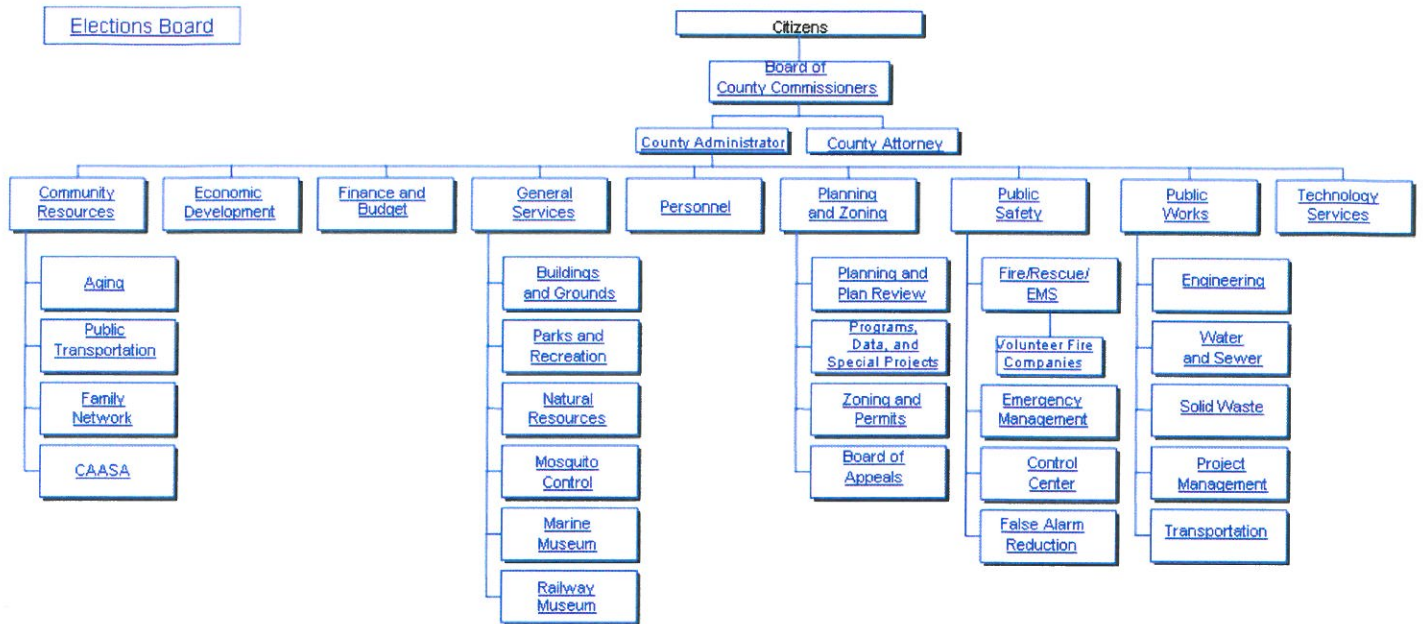 Elections Board
Citizens
Board of
County Commissioners
County Administrator
County Attorney
Community
Resources
Economic
Development
Finance and
Budget
General
Services
Personnel
Planning
and Zoning
Public
Safety
Public
Works
Technology
Services
Aging
Public
Transportation
Family
Network
CAASA
Buildings
and Grounds
Parks and
Recreation
Natural
Resources
Mosquito
Control
Marine
Museum
Railway
Museum
Planning and
Plan Review
Programs,
Data, and
Special Projects
Zoning and
Permits
Board of
Appeals
Fire/Rescue/
EMS
Volunteer Fire
Companies
Emergency
Management
Control
Center
False Alarm
Reduction
Engineering
Water
and Sewer
Solid Waste
Project
Management
Transportation